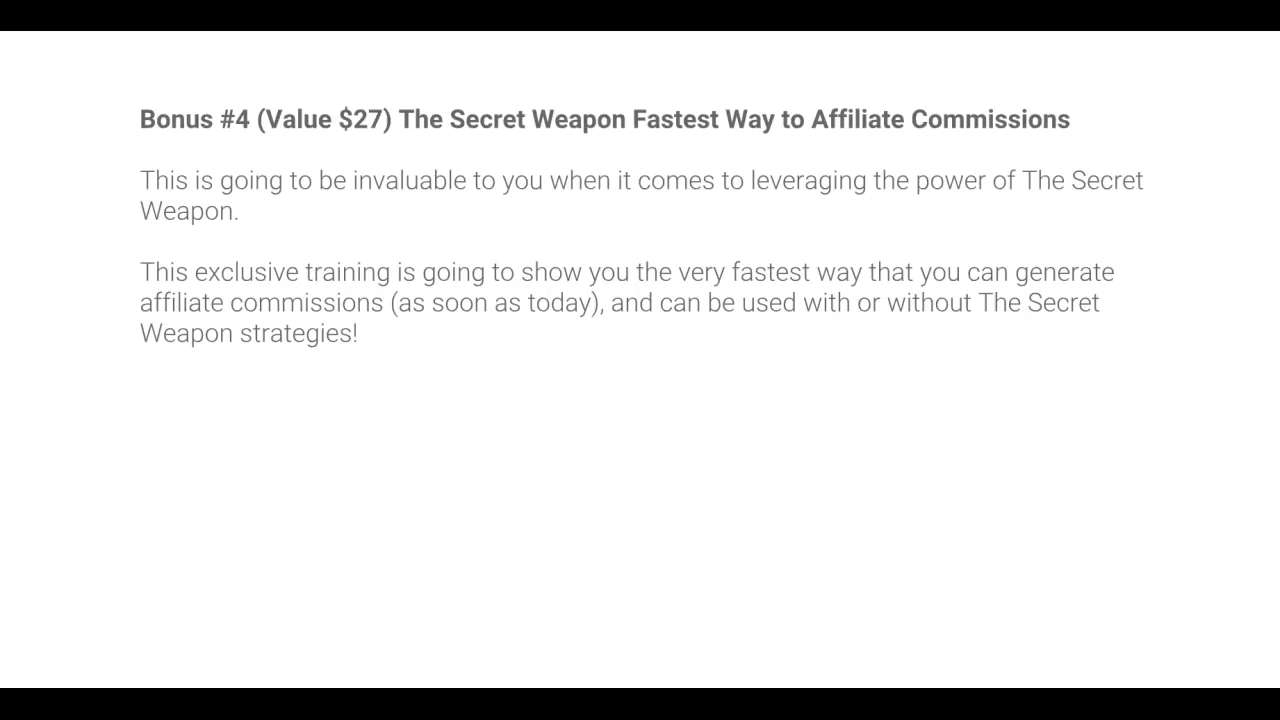 Bonus #4 (Value $27) The Secret Weapon Fastest Way to Affiliate Commissions
This is going to be invaluable to you when it comes to leveraging the power of The Secret
Weapon.
This exclusive training is going to show you the very fastest way that you can generate
affiliate commissions (as soon as today), and can be used with or without The Secret
Weapon strategies!